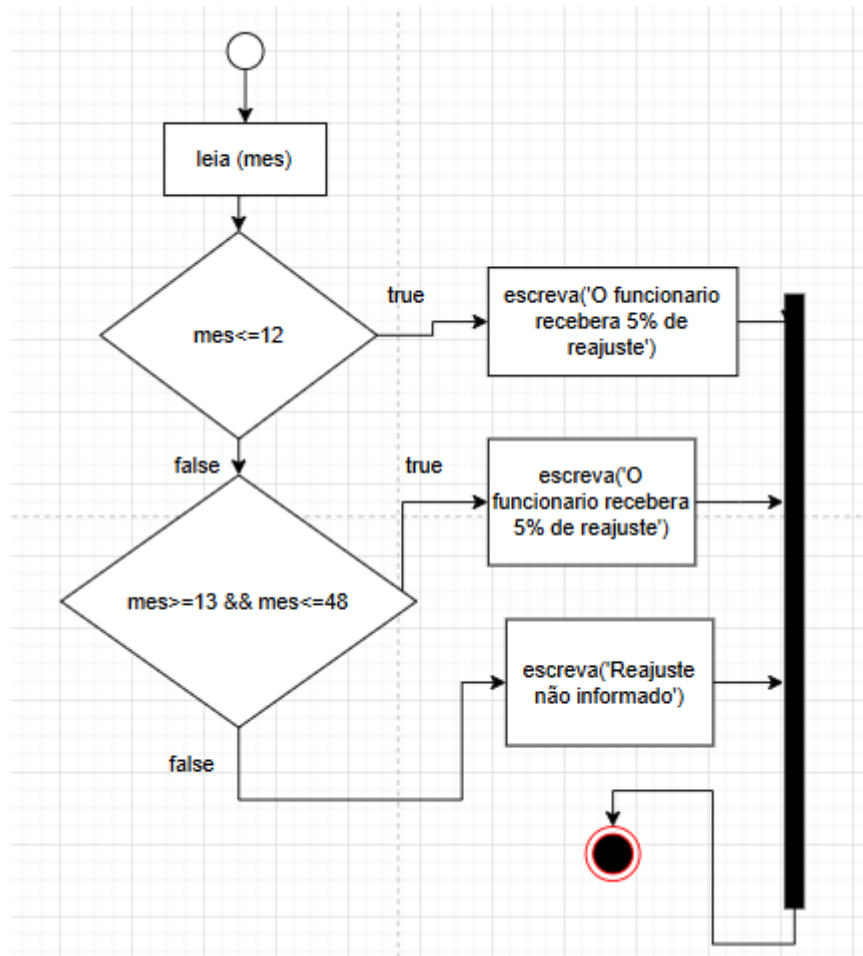 leia (mes)
mes<=12
true
escreva('O funcionario
recebera 5% de
reajuste')
false
true
escreva('O
funcionario recebera
5% de reajuste')
mes>=13 && mes<=48
escreva('Reajuste
não informado')
false